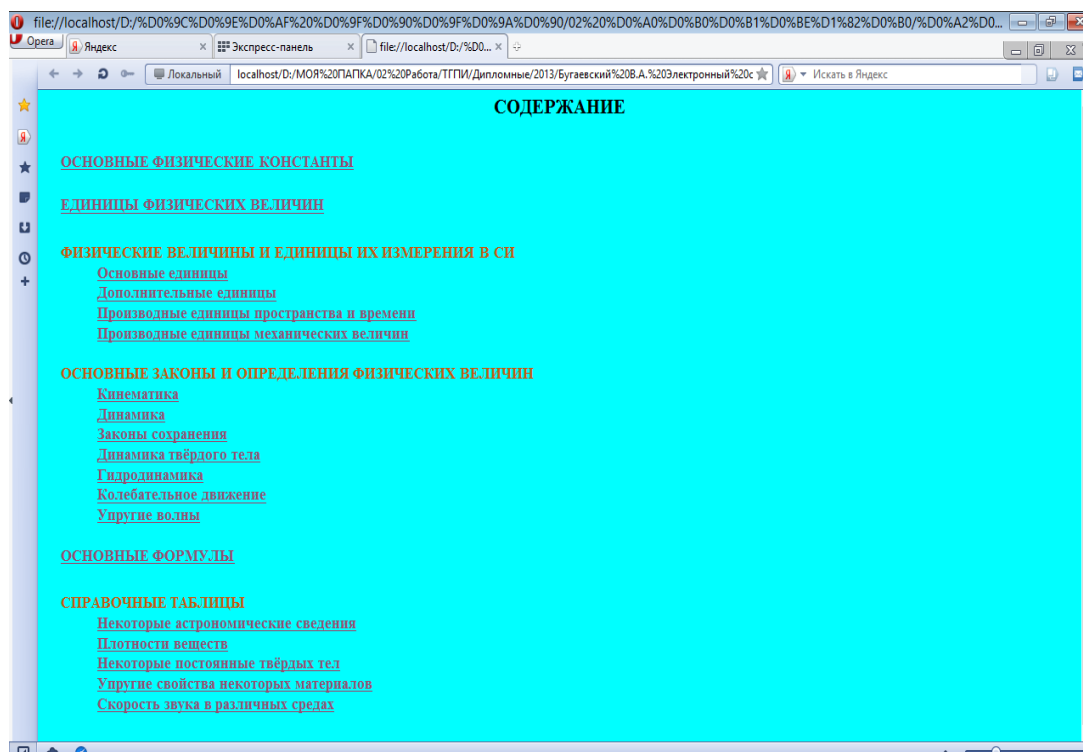 file://localhost/D:/%D0%9C%D0%9E%D0%AF%20%D0%9F%D0%90%D0%9F%D0%9A%D0%90/02%20%D0%A0%D0%B0%D0%B1%D0%BE%D1%82%D0%B0/%D0%A2%D0...
Opera
Яндекс
Экспресс-панель
file://localhost/D:/%D0...
Локальный
localhost/D:/МОЯ%20ПАПКА/02%20Работа/ТГПИ/Дипломные/2013/Бугаевский%20В.А.%20Электронный%20с
Искать в Яндекс
СОДЕРЖАНИЕ
ОСНОВНЫЕ ФИЗИЧЕСКИЕ КОНСТАНТЫ
ЕДИНИЦЫ ФИЗИЧЕСКИХ ВЕЛИЧИН
ФИЗИЧЕСКИЕ ВЕЛИЧИНЫ И ЕДИНИЦЫ ИХ ИЗМЕРЕНИЯ В СИ
Основные единицы
Дополнительные единицы
Производные единицы пространства и времени
Производные единицы механических величин
ОСНОВНЫЕ ЗАКОНЫ И ОПРЕДЕЛЕНИЯ ФИЗИЧЕСКИХ ВЕЛИЧИН
Кинематика
Динамика
Законы сохранения
Динамика твёрдого тела
Гидродинамика
Колебательное движение
Упругие волны
ОСНОВНЫЕ ФОРМУЛЫ
СПРАВОЧНЫЕ ТАБЛИЦЫ
Некоторые астрономические сведения
Плотности веществ
Некоторые постоянные твёрдых тел
Упругие свойства некоторых материалов
Скорость звука в различных средах